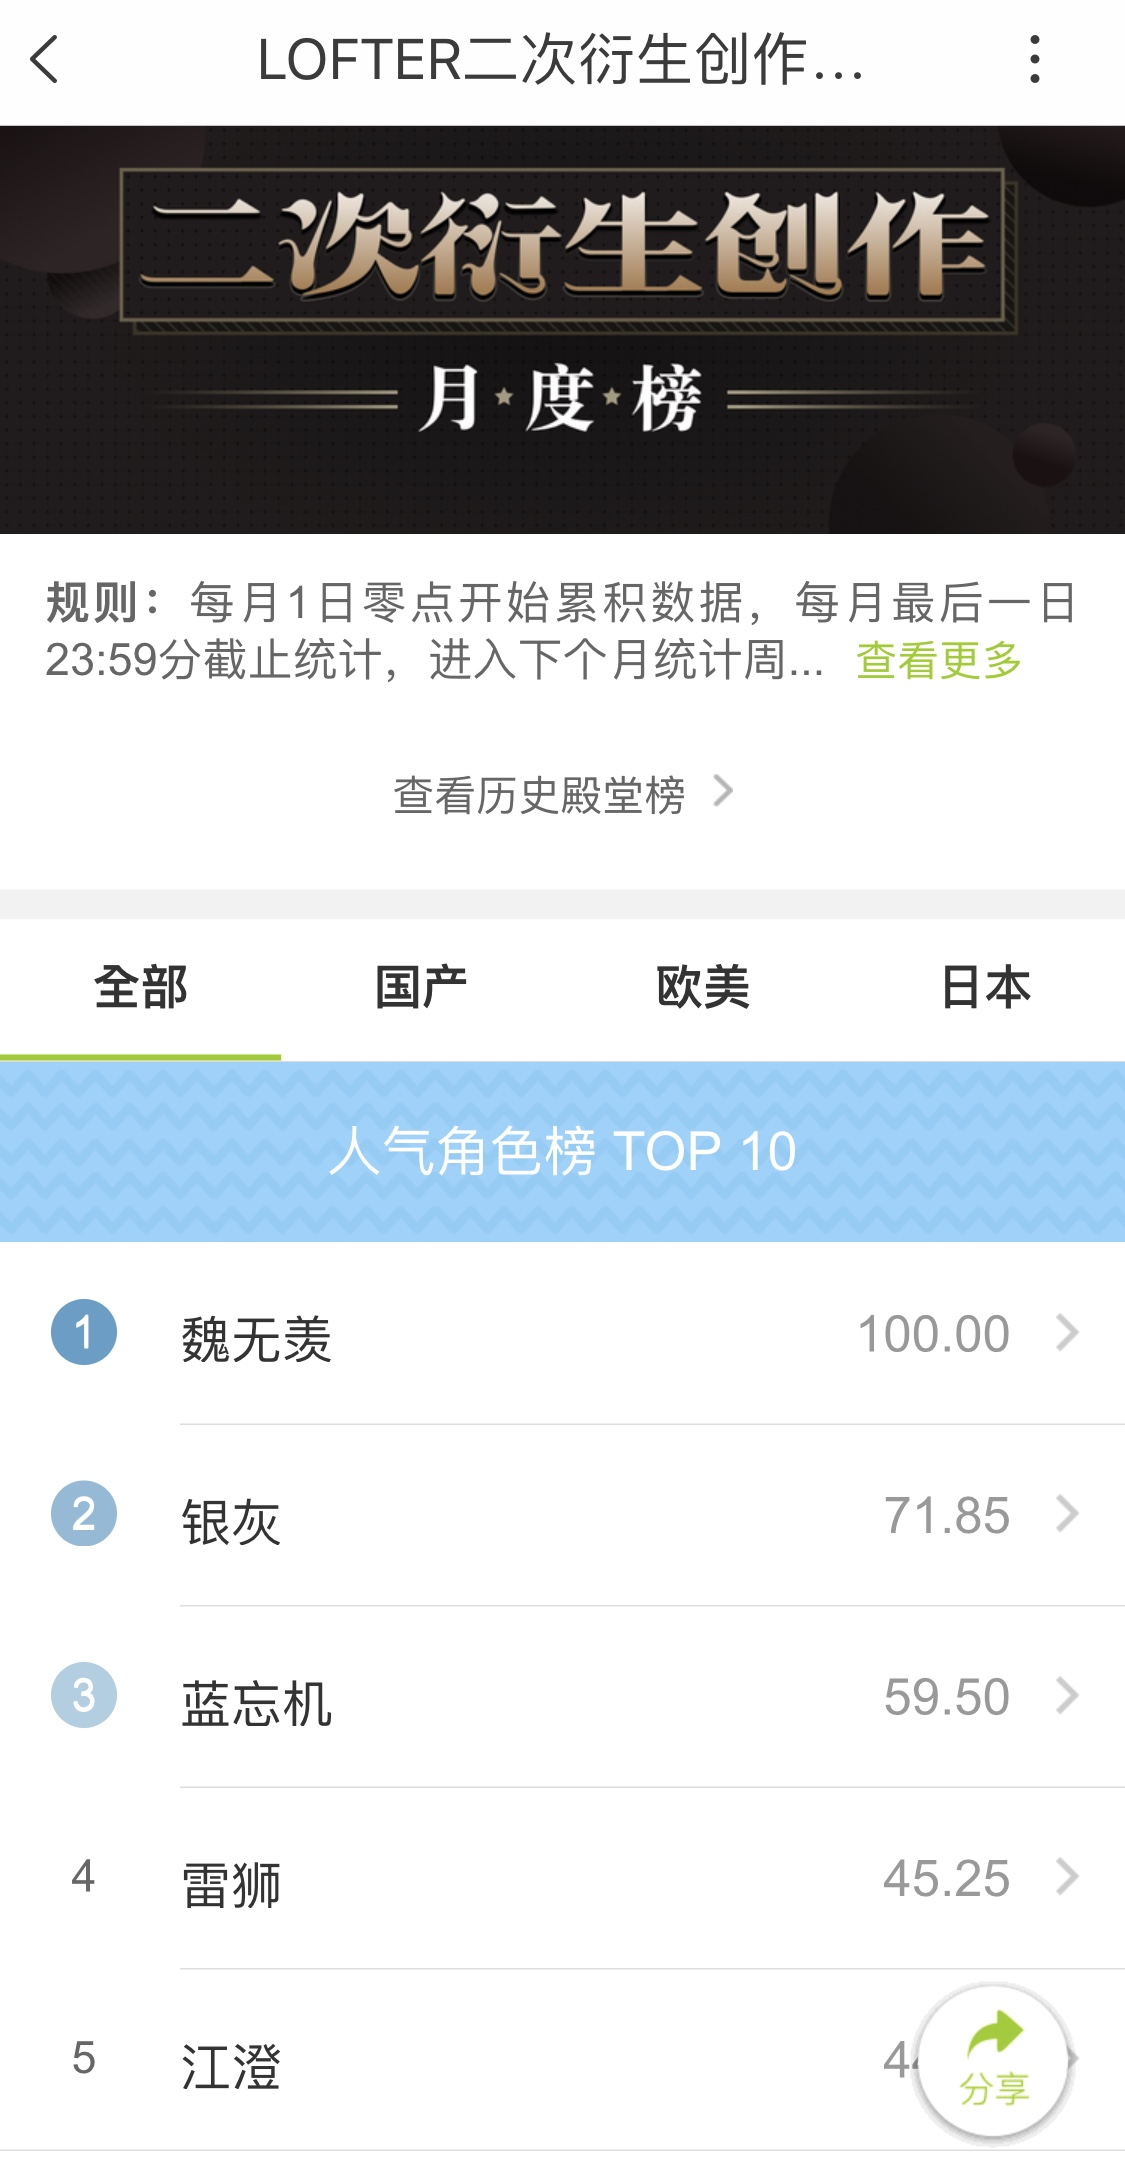 LOFTER二次衍生创作...
二次衍生创作
月度榜
规则：每月1日零点开始累积数据，每月最后一日
23:59分截止统计，进入下个月统计周... 查看更多
查看历史殿堂榜
全部 国产 欧美 日本
人气角色榜 TOP 10
1 魏无羡 100.00
2 银灰 71.85
3 蓝忘机 59.50
4 雷狮 45.25
5 江澄
分享